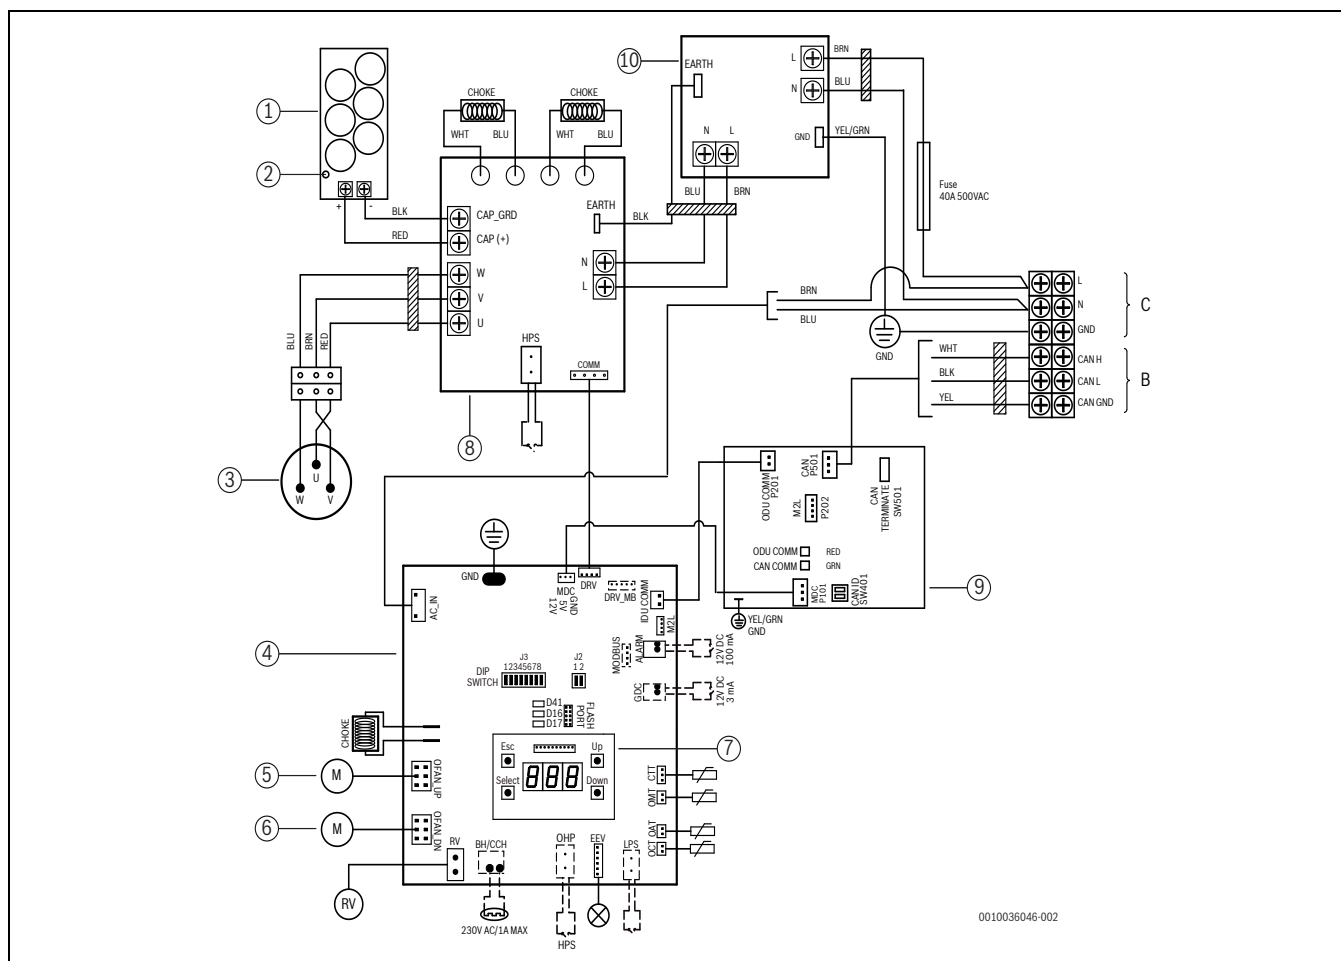 1
2
+ -
BLK
RED
CHOKE
WHT BLU
CHOKE
WHT BLU
CAP_GRD
CAP (+)
W
V
U
EARTH
N
L
HPS
COMM
8
BLK
10
EARTH
L
N
GND
N L
BLU BRN
BRN
BLU
YEL/GRN
Fuse
40A 500VAC
BRN
BLU
GND
L
N
GND
CAN H
CAN L
CAN GND
C
B
WHT
BLK
YEL
BLU
BRN
RED
3
U
W V
ODU COMM
P201
CAN
P501
M2L
P202
CAN
TERMINATE
SW501
ODU COMM RED
CAN COMM GRN
MDC
P101
CAN ID
SW401
YEL/GRN
GND
9
GND
AC_IN
MDC
GND
5V
12V
DRV
DRV_MB
IDU COMM
M2L
MODBUS
ALARM
12V DC
100 mA
GDC
12V DC
3 mA
4
DIP
SWITCH
J3
12345678
J2
1 2
D41
D16
D17
FLASH
PORT
Esc Up
Select 888 Down
7
CHOKE
5
M
OFAN_UP
6
M
OFAN_DN
CTT
OMT
OAT
OCT
RV
RV
BH/CCH
230V AC/1A MAX
OHP
HPS
EEV
LPS
0010036046-002